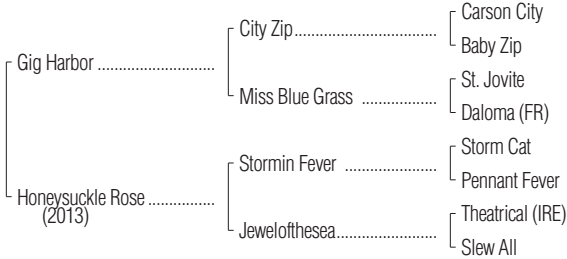 Carson City
City Zip
Baby Zip
Gig Harbor
St. Jovite
Miss Blue Grass
Daloma (FR)
Storm Cat
Stormin Fever
Pennant Fever
Honeysuckle Rose
(2013)
Theatrical (IRE)
Jewelofthesea
Slew All